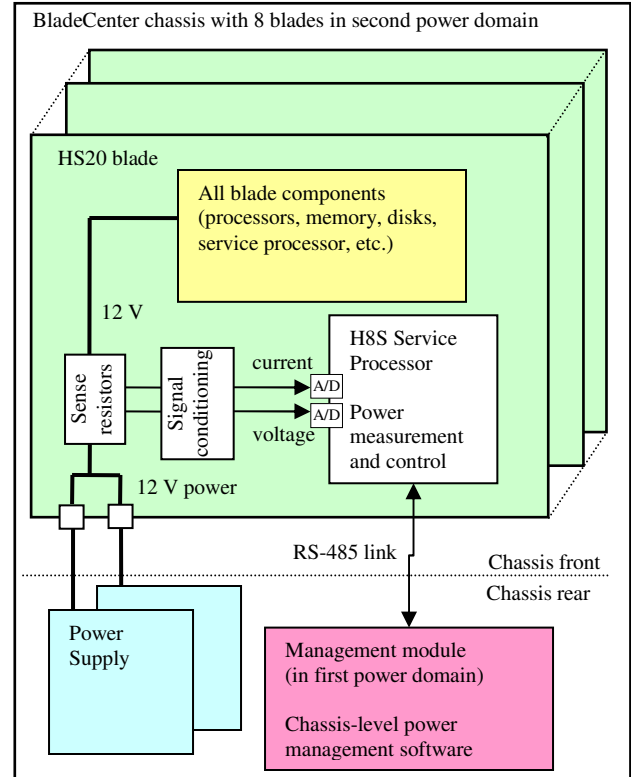 BladeCenter chassis with 8 blades in second power domain
HS20 blade
All blade components
(processors, memory, disks,
service processor, etc.)
12 V
Sense
resistors
Signal
conditioning
current
voltage
A/D
A/D
H8S Service
Processor
Power
measurement
and control
12 V power
RS-485 link
Chassis front
Chassis rear
Power
Supply
Management module
(in first power domain)
Chassis-level power
management software